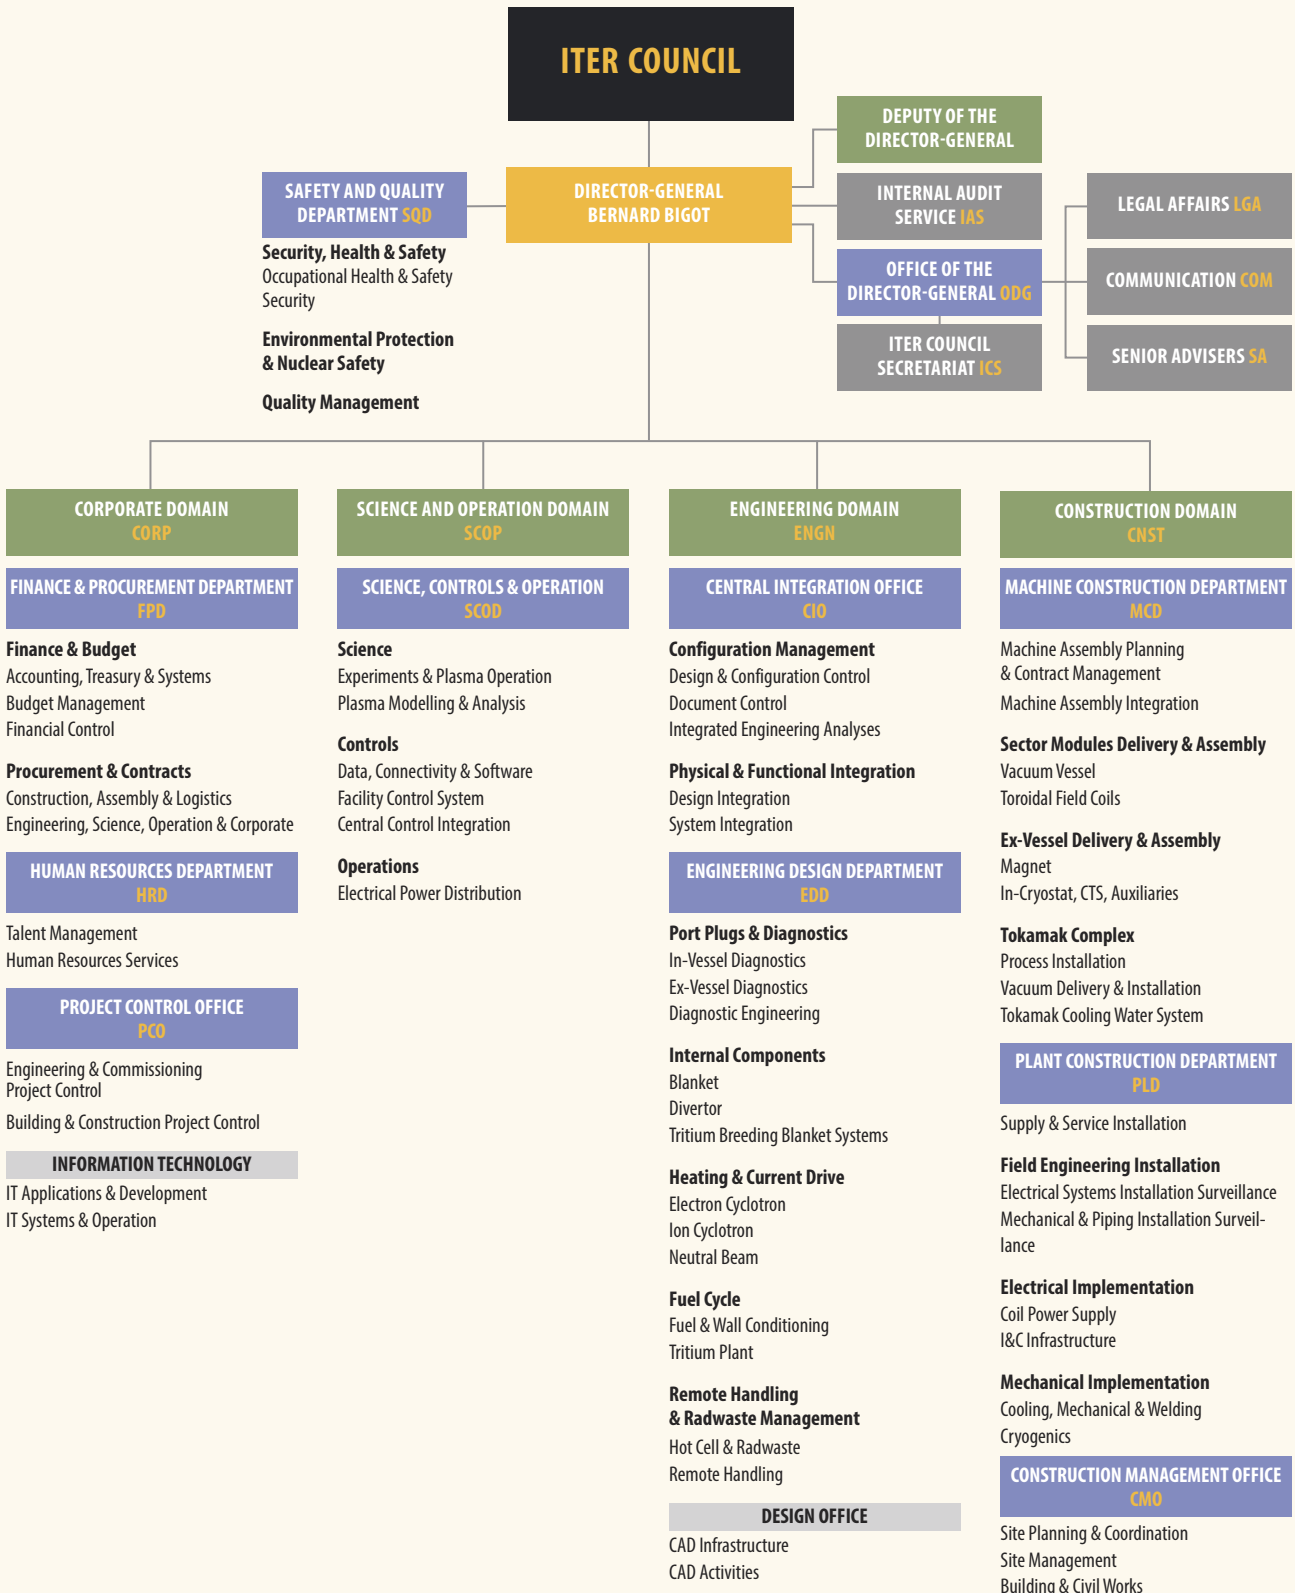 ITER COUNCIL
DEPUTY OF THE
DIRECTOR-GENERAL
SAFETY AND QUALITY
DEPARTMENT SQD
DIRECTOR-GENERAL
BERNARD BIGOT
INTERNAL AUDIT
SERVICE IAS
LEGAL AFFAIRS LGA
Security, Health & Safety
Occupational Health & Safety
Security
Environmental Protection
& Nuclear Safety
Quality Management
OFFICE OF THE
DIRECTOR-GENERAL ODG
COMMUNICATION COM
ITER COUNCIL
SECRETARIAT ICS
SENIOR ADVISERS SA
CORPORATE DOMAIN
CORP
FINANCE & PROCUREMENT DEPARTMENT
FPD
Finance & Budget
Accounting, Treasury & Systems
Budget Management
Financial Control
Procurement & Contracts
Construction, Assembly & Logistics
Engineering, Science, Operation & Corporate
HUMAN RESOURCES DEPARTMENT
HRD
Talent Management
Human Resources Services
PROJECT CONTROL OFFICE
PCO
Engineering & Commissioning
Project Control
Building & Construction Project Control
INFORMATION TECHNOLOGY
IT Applications & Development
IT Systems & Operation
SCIENCE AND OPERATION DOMAIN
SCOP
SCIENCE, CONTROLS & OPERATION
SCOD
Science
Experiments & Plasma Operation
Plasma Modelling & Analysis
Controls
Data, Connectivity & Software
Facility Control System
Central Control Integration
Operations
Electrical Power Distribution
ENGINEERING DOMAIN
ENGN
CENTRAL INTEGRATION OFFICE
CIO
Configuration Management
Design & Configuration Control
Document Control
Integrated Engineering Analyses
Physical & Functional Integration
Design Integration
System Integration
ENGINEERING DESIGN DEPARTMENT
EDD
Port Plugs & Diagnostics
In-Vessel Diagnostics
Ex-Vessel Diagnostics
Diagnostic Engineering
Internal Components
Blanket
Divertor
Tritium Breeding Blanket Systems
Heating & Current Drive
Electron Cyclotron
Ion Cyclotron
Neutral Beam
Fuel Cycle
Fuel & Wall Conditioning
Tritium Plant
Remote Handling
& Radwaste Management
Hot Cell & Radwaste
Remote Handling
DESIGN OFFICE
CAD Infrastructure
CAD Activities
CONSTRUCTION DOMAIN
CNST
MACHINE CONSTRUCTION DEPARTMENT
MCD
Machine Assembly Planning
& Contract Management
Machine Assembly Integration
Sector Modules Delivery & Assembly
Vacuum Vessel
Toroidal Field Coils
Ex-Vessel Delivery & Assembly
Magnet
In-Cryostat, CTS, Auxiliaries
Tokamak Complex
Process Installation
Vacuum Delivery & Installation
Tokamak Cooling Water System
PLANT CONSTRUCTION DEPARTMENT
PLD
Supply & Service Installation
Field Engineering Installation
Electrical Systems Installation Surveillance
Mechanical & Piping Installation Surveil-
lance
Electrical Implementation
Coil Power Supply
I&C Infrastructure
Mechanical Implementation
Cooling, Mechanical & Welding
Cryogenics
CONSTRUCTION MANAGEMENT OFFICE
CMO
Site Planning & Coordination
Site Management
Building & Civil Works